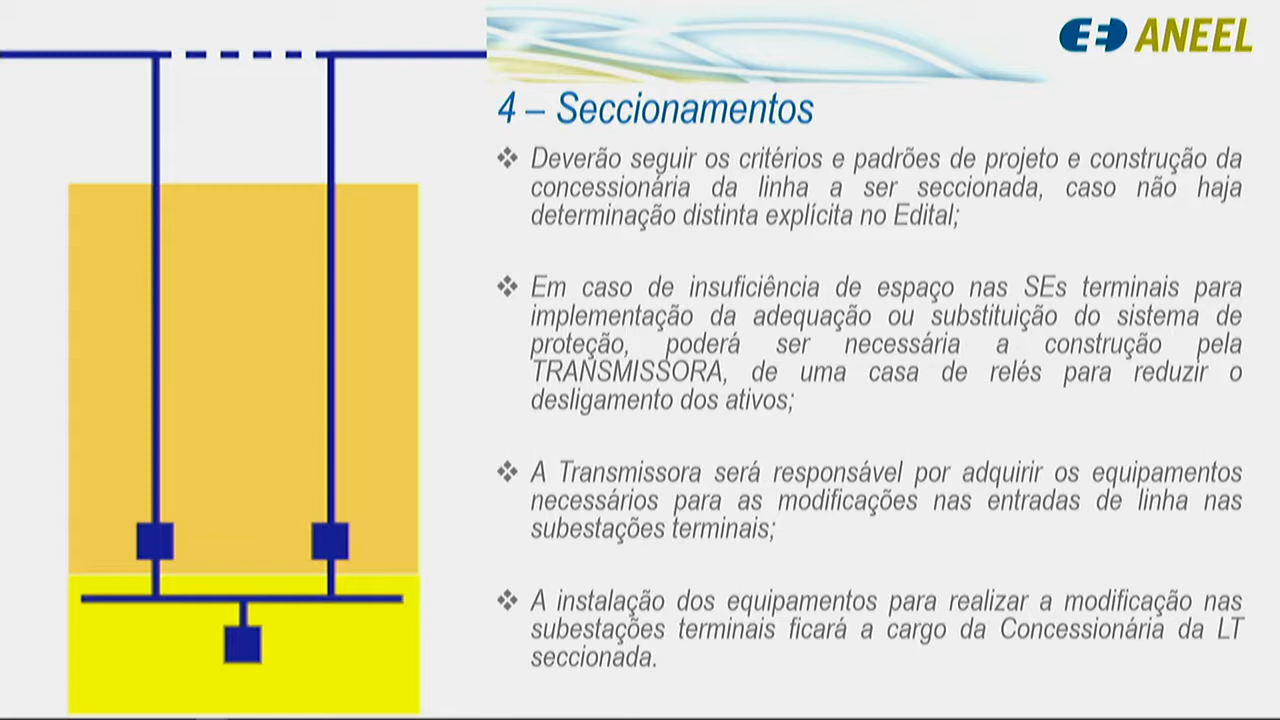 ANEEL
4 – Seccionamentos
❖ Deverão seguir os critérios e padrões de projeto e construção da
concessionária da linha a ser seccionada, caso não haja
determinação distinta explícita no Edital;
❖ Em caso de insuficiência de espaço nas SEs terminais para
implementação da adequação ou substituição do sistema de
proteção, poderá ser necessária a construção pela
TRANSMISSORA, de uma casa de relés para reduzir o
desligamento dos ativos;
❖ A Transmissora será responsável por adquirir os equipamentos
necessários para as modificações nas entradas de linha nas
subestações terminais;
❖ A instalação dos equipamentos para realizar a modificação nas
subestações terminais ficará a cargo da Concessionária da LT
seccionada.